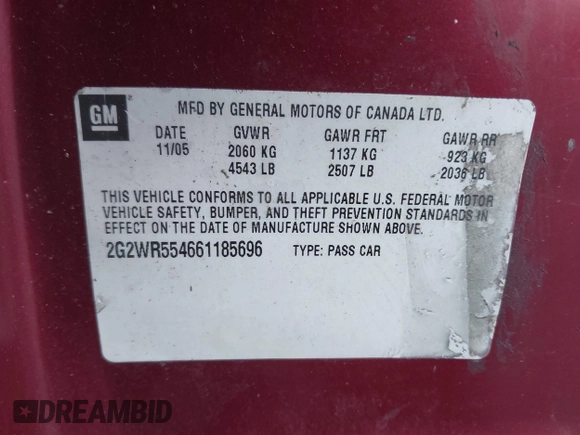 GM
MFD BY GENERAL MOTORS OF CANADA LTD.
DATE GVWR GAWR FRT GAWR RR
11/05 2060 KG 1137 KG 923 KG
4543 LB 2507 LB 2036 LB
THIS VEHICLE CONFORMS TO ALL APPLICABLE U.S. FEDERAL MOTOR
VEHICLE SAFETY, BUMPER, AND THEFT PREVENTION STANDARDS IN
EFFECT ON THE DATE OF MANUFACTURE SHOWN ABOVE.
2G2WR554661185696 TYPE: PASS CAR
DREAMBID